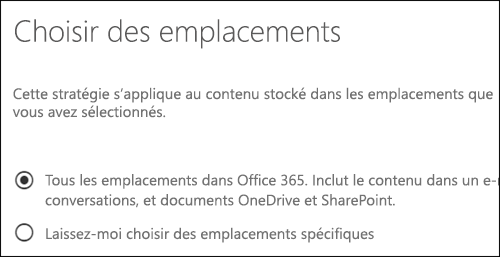 Choisir des emplacements
Cette stratégie s’applique au contenu stocké dans les emplacements que
vous avez sélectionnés.
Tous les emplacements dans Office 365. Inclut le contenu dans un
conversations, et documents OneDrive et SharePoint.
Laissez-moi choisir des emplacements spécifiques